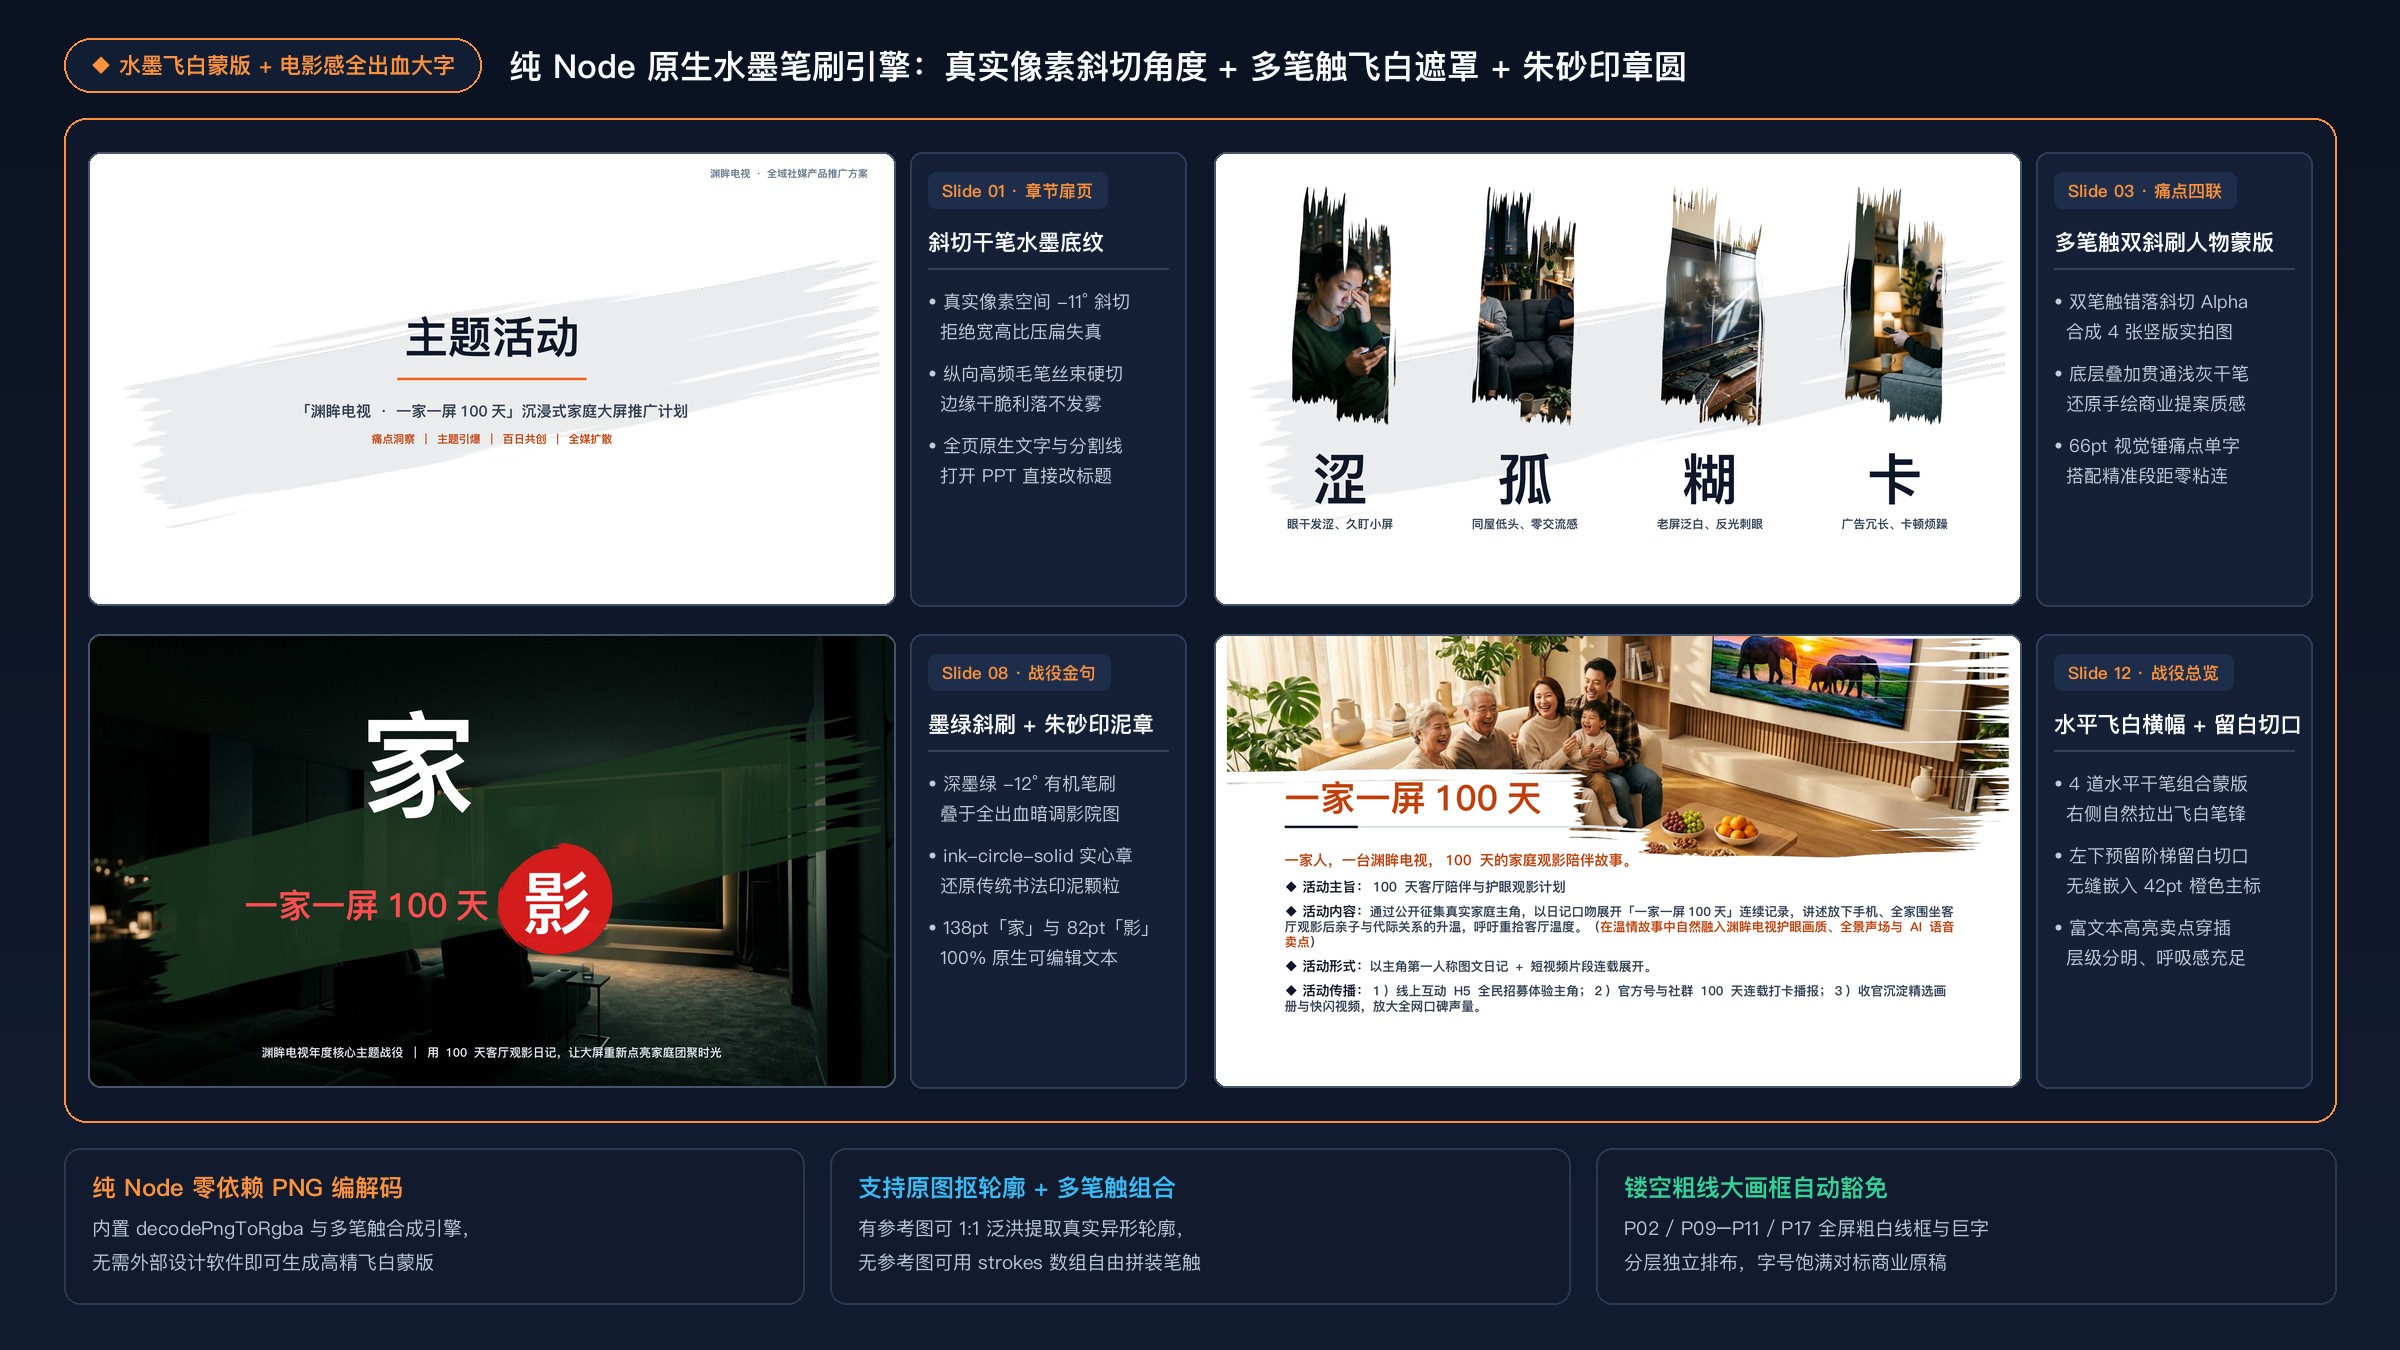 ◆ 水墨飞白蒙版 + 电影感全出血大字
纯 Node 原生水墨笔刷引擎：真实像素斜切角度 + 多笔触飞白遮罩 + 朱砂印章圆
渊眸电视 · 全域社媒产品推广方案
主题活动
「渊眸电视 · 一家一屏 100 天」沉浸式家庭大屏推广计划
痛点洞察 | 主题引爆 | 百日共创 | 全媒扩散
Slide 01 · 章节扉页
斜切干笔水墨底纹
• 真实像素空间 -11° 斜切
拒绝宽高比压扁失真
• 纵向高频毛笔丝束硬切
边缘干脆利落不发雾
• 全页原生文字与分割线
打开 PPT 直接改标题
涩
孤
糊
卡
眼干发涩、久盯小屏
同屋低头、零交流感
老屏泛白、反光刺眼
广告冗长、卡顿烦躁
Slide 03 · 痛点四联
多笔触双斜刷人物蒙版
• 双笔触错落斜切 Alpha
合成 4 张竖版实拍图
• 底层叠加贯通浅灰干笔
还原手绘商业提案质感
• 66pt 视觉锤痛点单字
搭配精准段距零粘连
家
一家一屏 100 天
影
渊眸电视年度核心主题战役 | 用 100 天客厅观影日记，让大屏重新点亮家庭团聚时光
Slide 08 · 战役金句
墨绿斜刷 + 朱砂印泥章
• 深墨绿 -12° 有机笔刷
叠于全出血暗调影院图
• ink-circle-solid 实心章
还原传统书法印泥颗粒
• 138pt「家」与 82pt「影」
100% 原生可编辑文本
一家一屏 100 天
一家人，一台渊眸电视， 100 天的家庭观影陪伴故事。
◆ 活动主旨： 100 天客厅陪伴与护眼观影计划
◆ 活动内容：通过公开征集真实家庭主角，以日记口吻展开「一家一屏 100 天」连续记录，讲述放下手机、全家围坐客
厅观影后亲子与代际关系的升温，呼吁重拾客厅温度。（在温情故事中自然融入渊眸电视护眼画质、全景声场与 AI 语音
卖点）
◆ 活动形式：以主角第一人称图文日记 + 短视频片段连载展开。
◆ 活动传播： 1）线上互动 H5 全民招募体验主角； 2）官方号与社群 100 天连载打卡播报； 3）收官沉淀精选画
册与快闪视频，放大全网口碑声量。
Slide 12 · 战役总览
水平飞白横幅 + 留白切口
• 4 道水平干笔组合蒙版
右侧自然拉出飞白笔锋
• 左下预留阶梯留白切口
无缝嵌入 42pt 橙色主标
• 富文本高亮卖点穿插
层级分明、呼吸感充足
纯 Node 零依赖 PNG 编解码
内置 decodePngToRgba 与多笔触合成引擎，
无需外部设计软件即可生成高精飞白蒙版
支持原图抠轮廓 + 多笔触组合
有参考图可 1:1 泛洪提取真实异形轮廓，
无参考图可用 strokes 数组自由拼装笔触
镂空粗线大画框自动豁免
P02 / P09—P11 / P17 全屏粗白线框与巨字
分层独立排布，字号饱满对标商业原稿